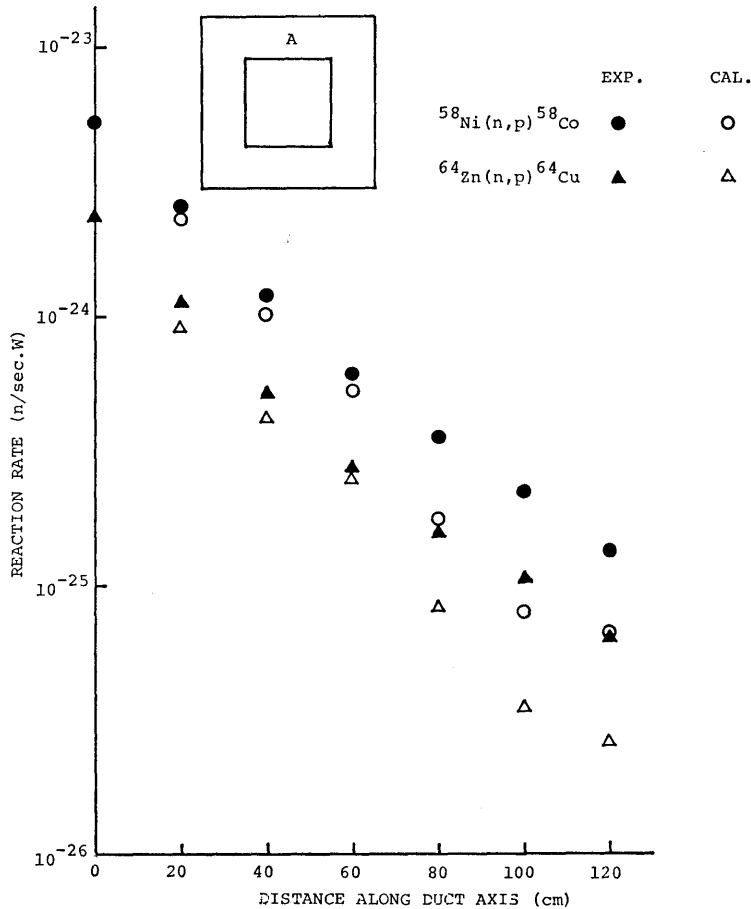 10⁻²³
A
EXP. CAL.
⁵⁸Ni(n,p)⁵⁸Co
⁶⁴Zn(n,p)⁶⁴Cu
10⁻²⁴
REACTION RATE (n/sec.W)
10⁻²⁵
10⁻²⁶
0 20 40 60 80 100 120
DISTANCE ALONG DUCT AXIS (cm)